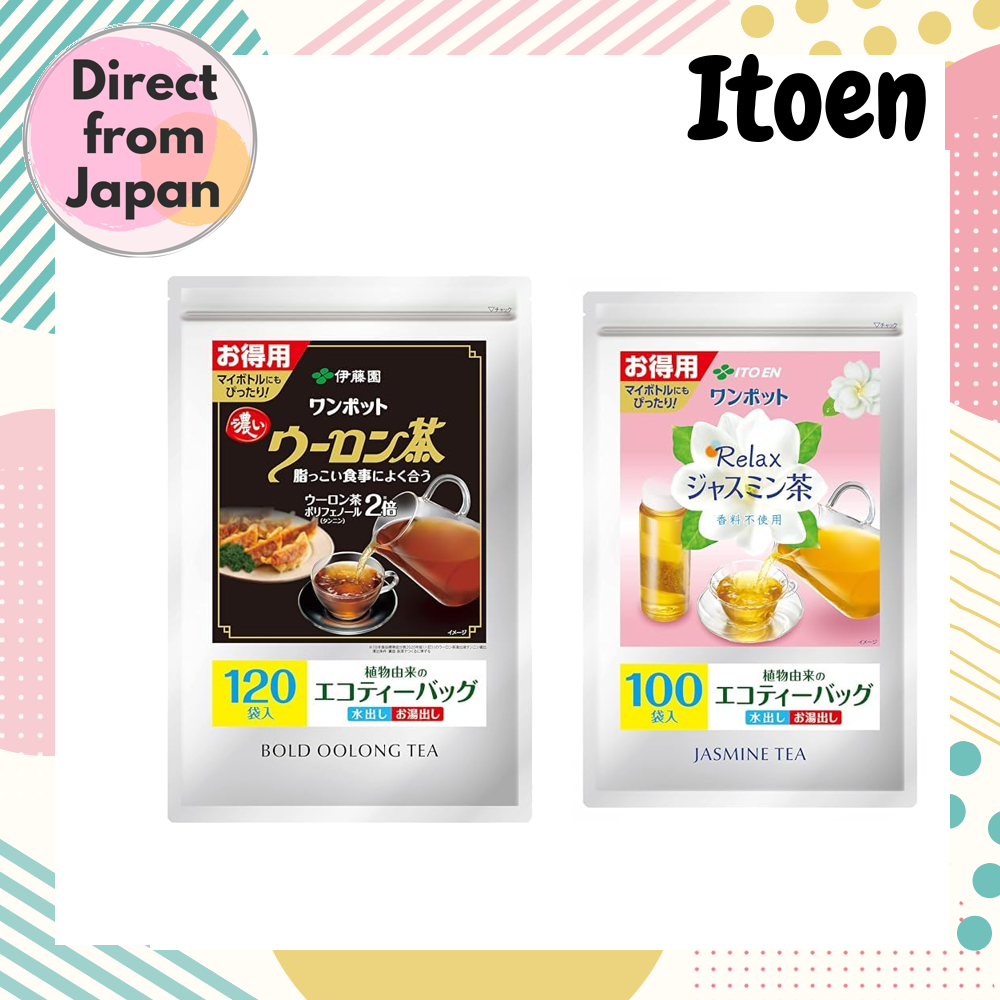 Direct
from
Japan
Itoen
▽チャック
お得用
マイボトルにも
ぴったり!
伊藤園
ワンポット
濃い
ウーロン茶
脂っこい食事によく合う
ウーロン茶
ポリフェノール 2倍
(タンニン)
イメージ
120
袋入
植物由来の
エコティーバッグ
水出し お湯出し
BOLD OOLONG TEA
▽チャック
お得用
マイボトルにも
ぴったり!
ITO EN
ワンポット
Relax
ジャスミン茶
香料不使用
イメージ
100
袋入
植物由来の
エコティーバッグ
水出し お湯出し
JASMINE TEA